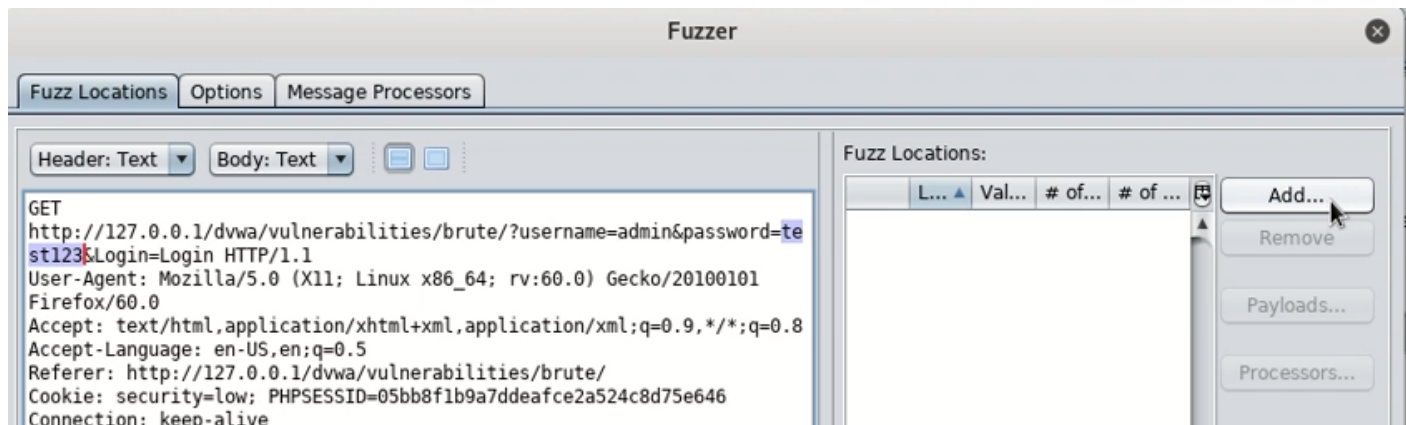 Fuzzer
Fuzz Locations Options Message Processors
Header: Text Body: Text
GET
http://127.0.0.1/dvwa/vulnerabilities/brute/?username=admin&password=te
st123&Login=Login HTTP/1.1
User-Agent: Mozilla/5.0 (X11; Linux x86_64; rv:60.0) Gecko/20100101
Firefox/60.0
Accept: text/html,application/xhtml+xml,application/xml;q=0.9,*/*;q=0.8
Accept-Language: en-US,en;q=0.5
Referer: http://127.0.0.1/dvwa/vulnerabilities/brute/
Cookie: security=low; PHPSESSID=05bb8f1b9a7ddeafce2a524c8d75e646
Connection: keep-alive
Fuzz Locations:
L... Val... # of... # of ...
Add...
Remove
Payloads...
Processors...